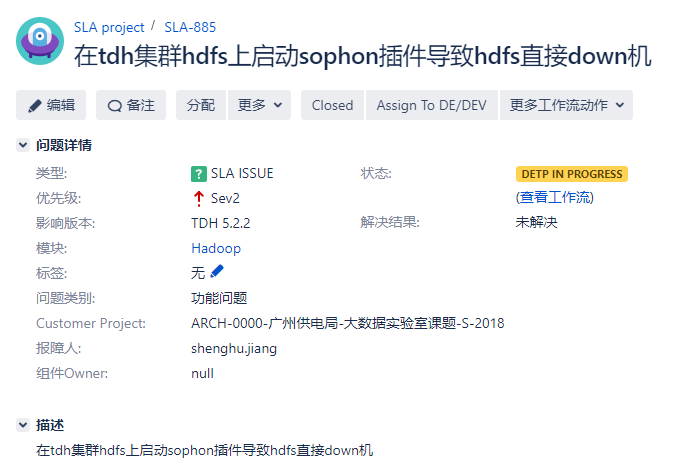 SLA project / SLA-885
在tdh集群hdfs上启动sophon插件导致hdfs直接down机
编辑 备注 分配 更多 Closed Assign To DE/DEV 更多工作流动作
问题详情
类型: SLA ISSUE 状态: DETP IN PROGRESS
优先级: Sev2 (查看工作流)
影响版本: TDH 5.2.2 解决结果: 未解决
模块: Hadoop
标签: 无
问题类别: 功能问题
Customer Project: ARCH-0000-广州供电局-大数据实验室课题-S-2018
报障人: shenghu.jiang
组件Owner: null
描述
在tdh集群hdfs上启动sophon插件导致hdfs直接down机